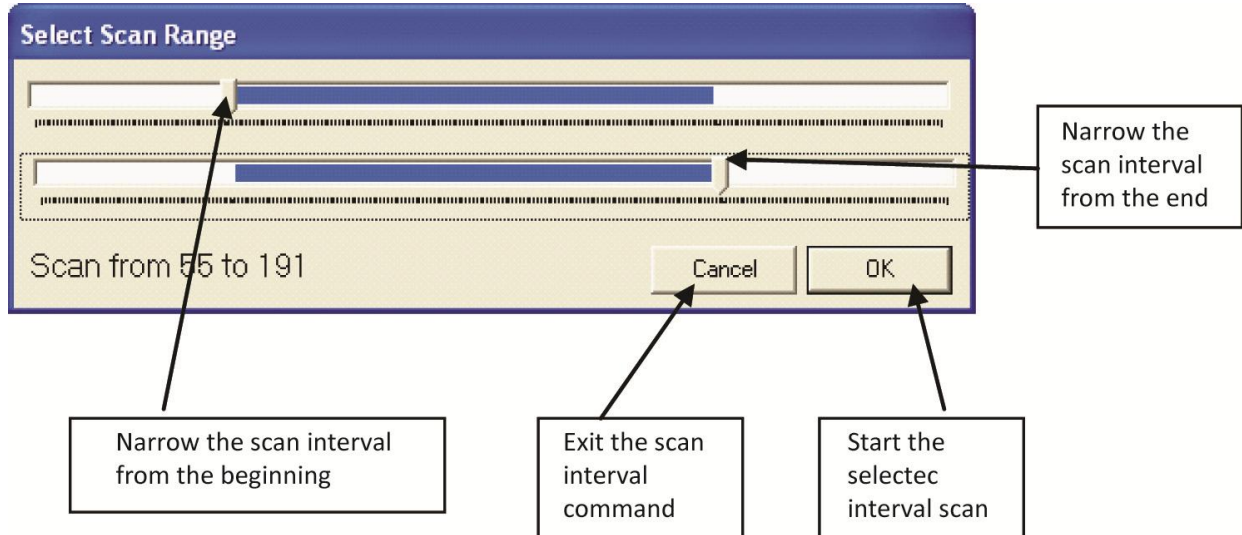 Select Scan Range
Narrow the
scan interval
from the end
Scan from 55 to 191
Cancel
OK
Narrow the scan interval
from the beginning
Exit the scan
interval
command
Start the
selectec
interval scan